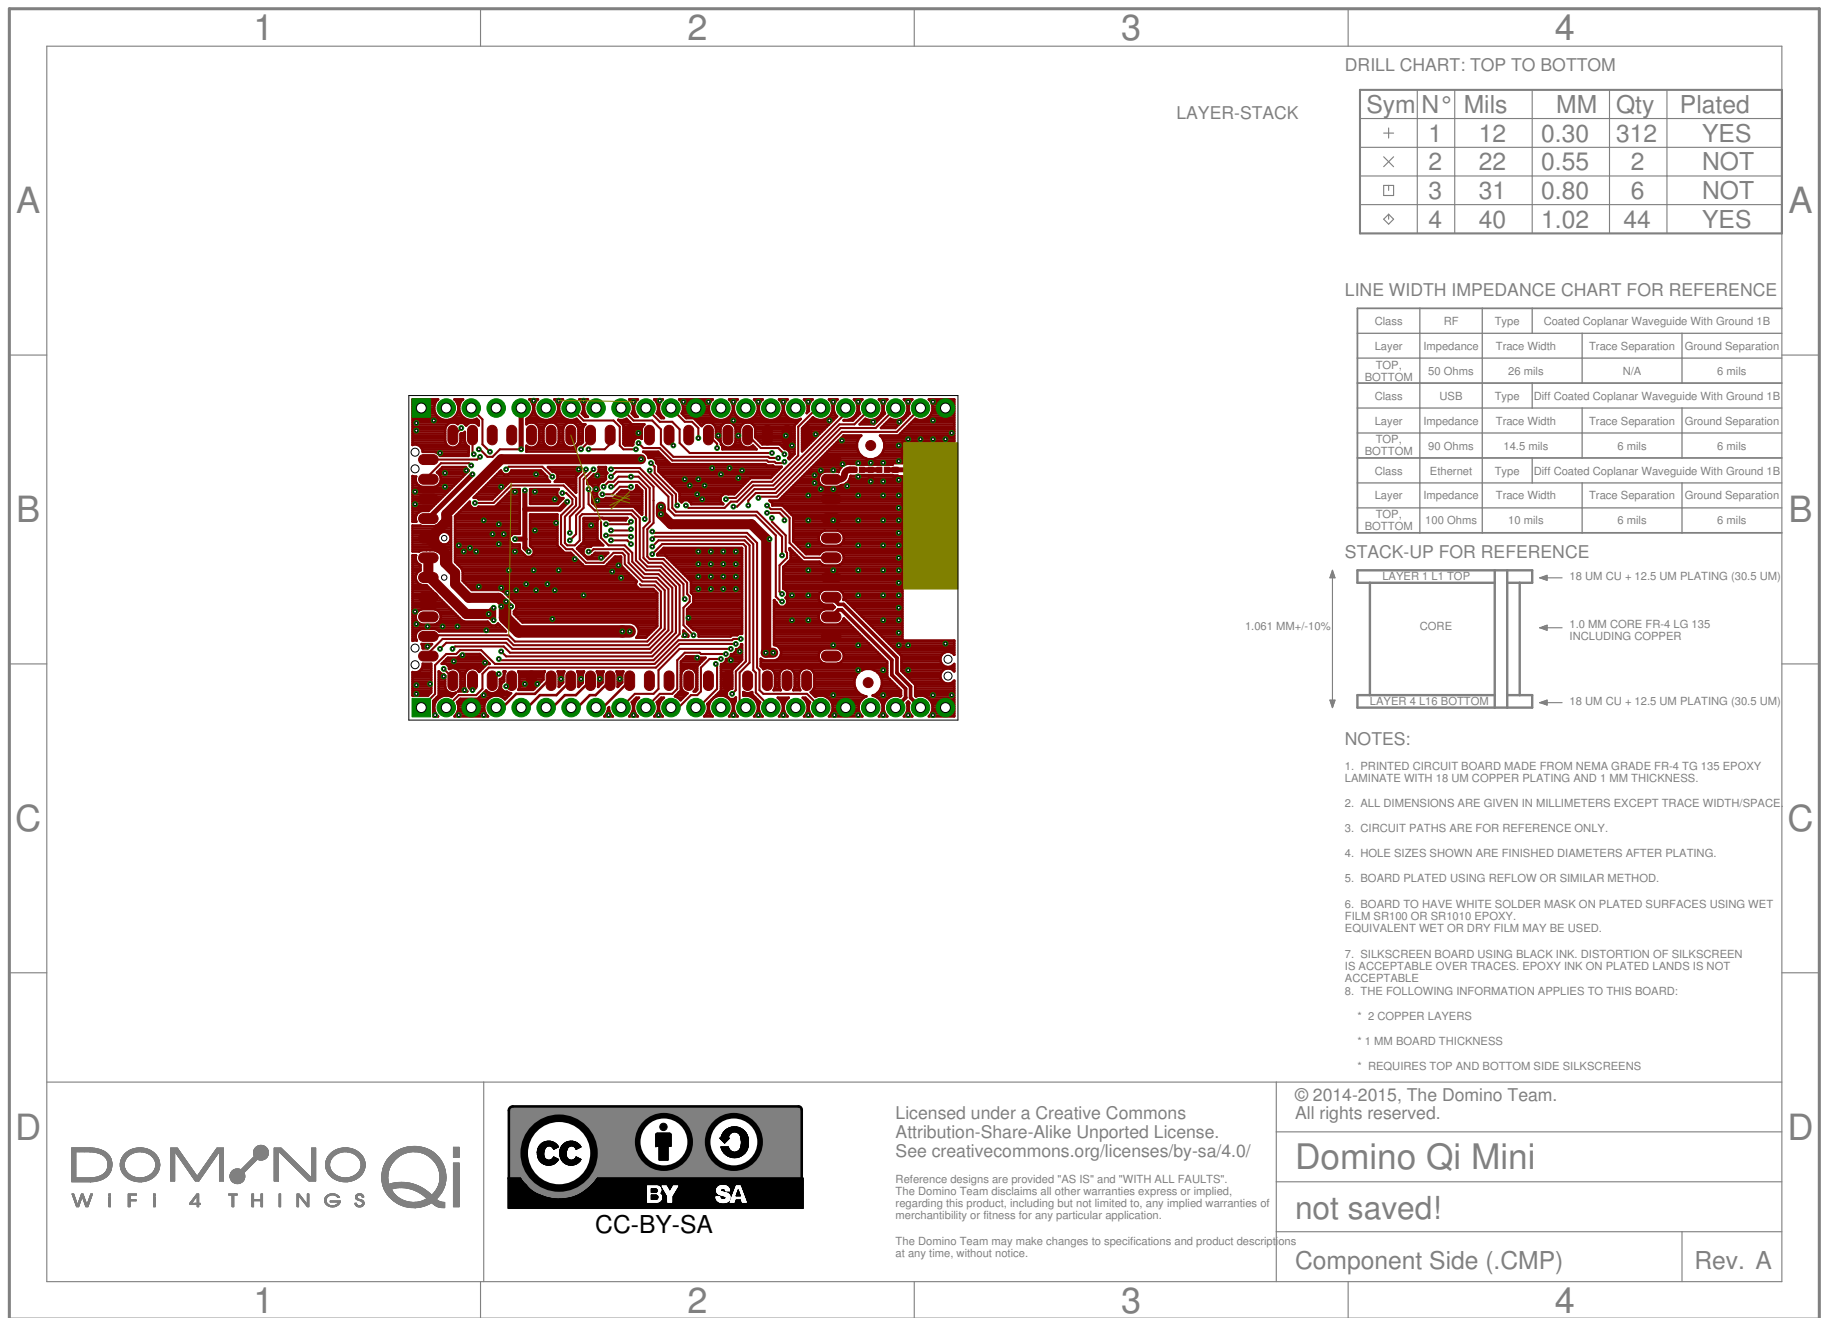 1 2 3 4
DRILL CHART: TOP TO BOTTOM
LAYER-STACK
Sym N° Mils MM Qty Plated
+ 1 12 0.30 312 YES
× 2 22 0.55 2 NOT
3 31 0.80 6 NOT
4 40 1.02 44 YES
A A
LINE WIDTH IMPEDANCE CHART FOR REFERENCE
Class RF Type Coated Coplanar Waveguide With Ground 1B
Layer Impedance Trace Width Trace Separation Ground Separation
TOP, BOTTOM 50 Ohms 26 mils N/A 6 mils
Class USB Type Diff Coated Coplanar Waveguide With Ground 1B
Layer Impedance Trace Width Trace Separation Ground Separation
TOP, BOTTOM 90 Ohms 14.5 mils 6 mils 6 mils
Class Ethernet Type Diff Coated Coplanar Waveguide With Ground 1B
Layer Impedance Trace Width Trace Separation Ground Separation
TOP, BOTTOM 100 Ohms 10 mils 6 mils 6 mils
B B
STACK-UP FOR REFERENCE
LAYER 1 L1 TOP 18 UM CU + 12.5 UM PLATING (30.5 UM)
1.061 MM+/-10% CORE 1.0 MM CORE FR-4 LG 135
INCLUDING COPPER
LAYER 4 L16 BOTTOM 18 UM CU + 12.5 UM PLATING (30.5 UM)
NOTES:
1. PRINTED CIRCUIT BOARD MADE FROM NEMA GRADE FR-4 TG 135 EPOXY
LAMINATE WITH 18 UM COPPER PLATING AND 1 MM THICKNESS.
2. ALL DIMENSIONS ARE GIVEN IN MILLIMETERS EXCEPT TRACE WIDTH/SPACE
C C
3. CIRCUIT PATHS ARE FOR REFERENCE ONLY.
4. HOLE SIZES SHOWN ARE FINISHED DIAMETERS AFTER PLATING.
5. BOARD PLATED USING REFLOW OR SIMILAR METHOD.
6. BOARD TO HAVE WHITE SOLDER MASK ON PLATED SURFACES USING WET
FILM SR100 OR SR1010 EPOXY.
EQUIVALENT WET OR DRY FILM MAY BE USED.
7. SILKSCREEN BOARD USING BLACK INK. DISTORTION OF SILKSCREEN
IS ACCEPTABLE OVER TRACES. EPOXY INK ON PLATED LANDS IS NOT
ACCEPTABLE
8. THE FOLLOWING INFORMATION APPLIES TO THIS BOARD:
* 2 COPPER LAYERS
* 1 MM BOARD THICKNESS
* REQUIRES TOP AND BOTTOM SIDE SILKSCREENS
D D
DOMINO Qi
WIFI 4 THINGS
cc
BY SA
CC-BY-SA
Licensed under a Creative Commons
Attribution-Share-Alike Unported License.
See creativecommons.org/licenses/by-sa/4.0/
Reference designs are provided "AS IS" and "WITH ALL FAULTS".
The Domino Team disclaims all other warranties express or implied,
regarding this product, including but not limited to, any implied warranties of
merchantibility or fitness for any particular application.
The Domino Team may make changes to specifications and product descriptions
at any time, without notice.
© 2014-2015, The Domino Team.
All rights reserved.
Domino Qi Mini
not saved!
Component Side (.CMP) Rev. A
1 2 3 4